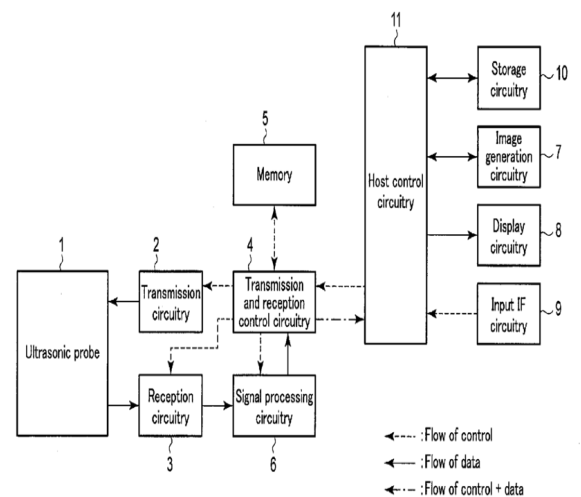 11
Storage
circuitry
10
5
Memory
Host control
circuitry
Image
generation
circuitry
7
Display
circuitry
8
1
2
4
Ultrasonic probe
Transmission
circuitry
Transmission
and reception
control circuitry
Input IF
circuitry
9
Reception
circuitry
3
Signal processing
circuitry
6
:Flow of control
:Flow of data
:Flow of control + data